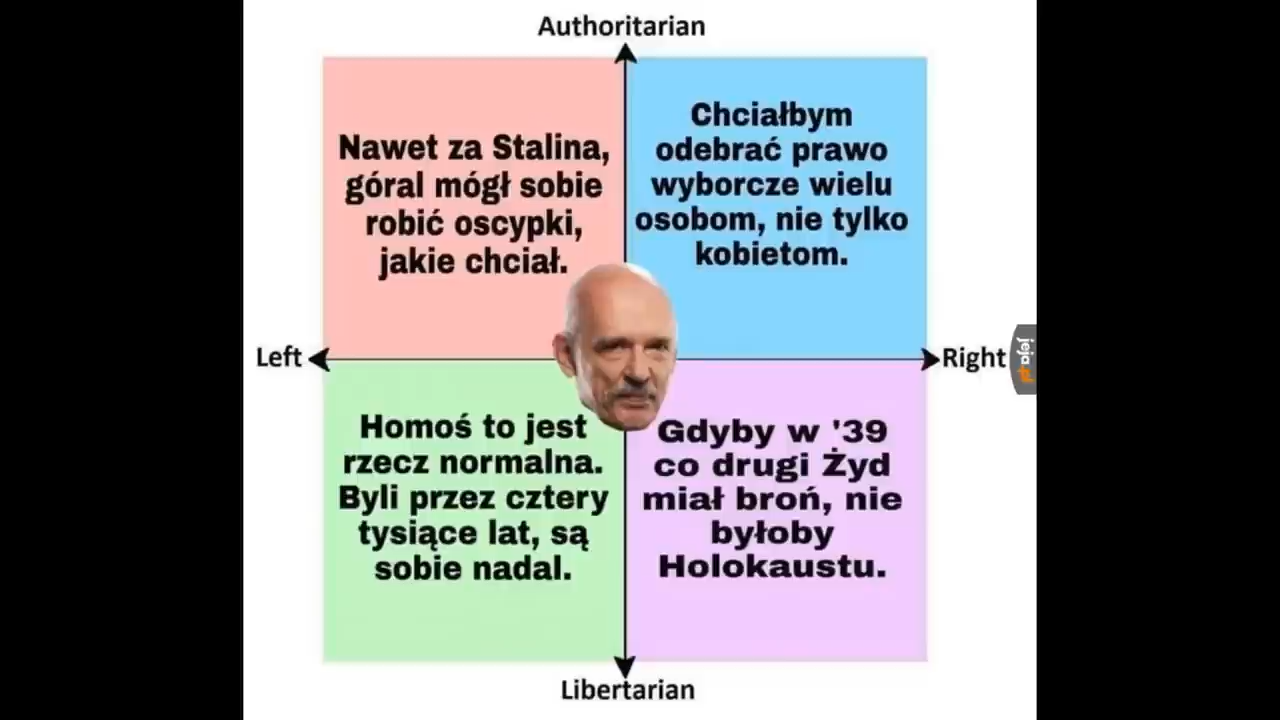 Authoritarian
Nawet za Stalina,
góral mógł sobie
robić oscypki,
jakie chciał.
Chciałbym
odebrać prawo
wyborcze wielu
osobom, nie tylko
kobietom.
Left
Right
jeja.pl
Homoś to jest
rzecz normalna.
Byli przez cztery
tysiące lat, są
sobie nadal.
Gdyby w '39
co drugi Żyd
miał broń, nie
byłoby
Holokaustu.
Libertarian